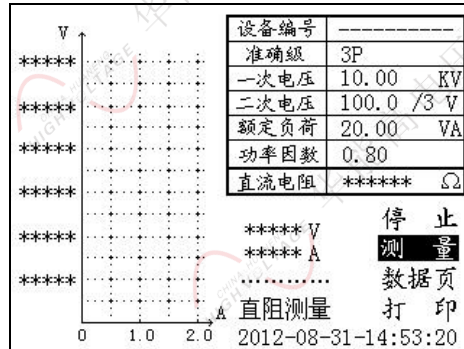 V
*****
*****
*****
*****
*****
*****
0 1.0 2.0 A
设备编号 ----------
准确级 3P
一次电压 10.00 KV
二次电压 100.0 /3 V
额定负荷 20.00 VA
功率因数 0.80
直流电阻 ****** Ω
***** V
***** A
...........
直阻测量
停 止
测 量
数据页
打 印
2012-08-31-14:53:20